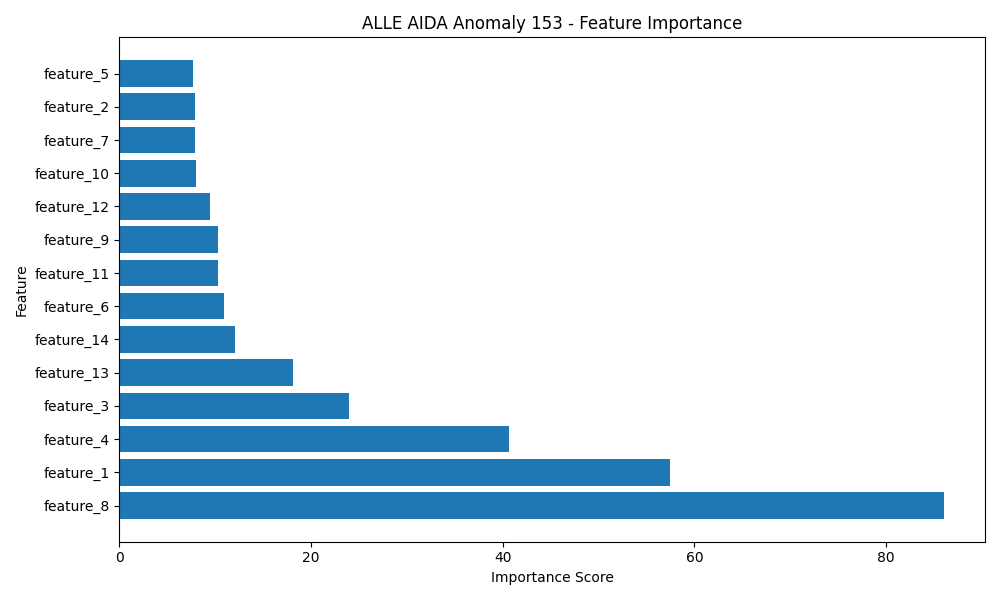 ALLE AIDA Anomaly 153 - Feature Importance
feature_5
feature_2
feature_7
feature_10
feature_12
feature_9
feature_11
feature_6
feature_14
feature_13
feature_3
feature_4
feature_1
feature_8
Feature
0 20 40 60 80
Importance Score